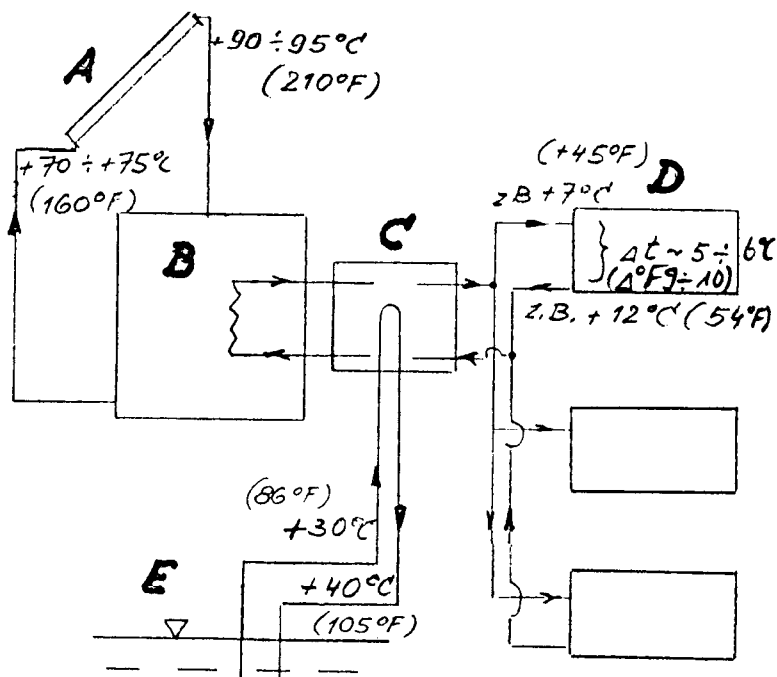 A
+90 ÷ 95°C
(210°F)
+70 ÷ +75°C
(160°F)
B
C
(+45°F)
z B +7°C
D
Δt ~ 5 ÷ 6°C
(Δ°F 9 ÷ 10)
z.B. + 12°C (54°F)
(86°F)
+30°C
E
+40°C
(105°F)